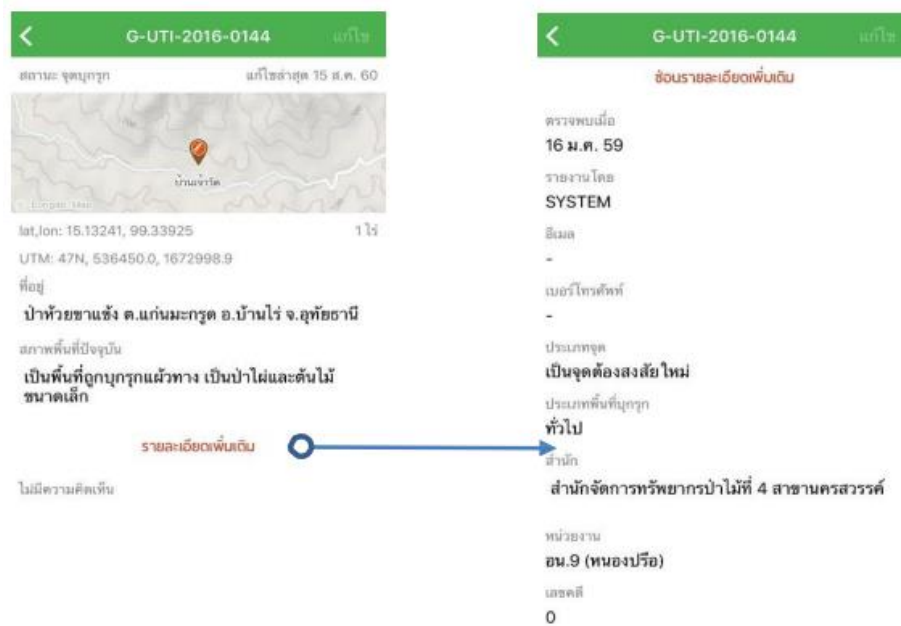 G-UTI-2016-0144
แก้ไข
สถานะ จุดบุกรุก
แก้ไขล่าสุด 15 ส.ค. 60
บ้านเจ้าวัด
lat,lon: 15.13241, 99.33925
1 ไร่
UTM: 47N, 536450.0, 1672998.9
ที่อยู่
ป่าห้วยขาแข้ง ต.แก่นมะกรูด อ.บ้านไร่ จ.อุทัยธานี
สภาพพื้นที่ปัจจุบัน
เป็นพื้นที่ถูกบุกรุกแผ้วทาง เป็นป่าไผ่และต้นไม้
ขนาดเล็ก
รายละเอียดเพิ่มเติม
ไม่มีความคิดเห็น
G-UTI-2016-0144
แก้ไข
ซ่อนรายละเอียดเพิ่มเติม
ตรวจพบเมื่อ
16 ม.ค. 59
รายงานโดย
SYSTEM
อีเมล
-
เบอร์โทรศัพท์
-
ประเภทจุด
เป็นจุดต้องสงสัยใหม่
ประเภทพื้นที่บุกรุก
ทั่วไป
สำนัก
สำนักจัดการทรัพยากรป่าไม้ที่ 4 สาขานครสวรรค์
หน่วยงาน
อน.9 (หนองปรือ)
เลขคดี
0